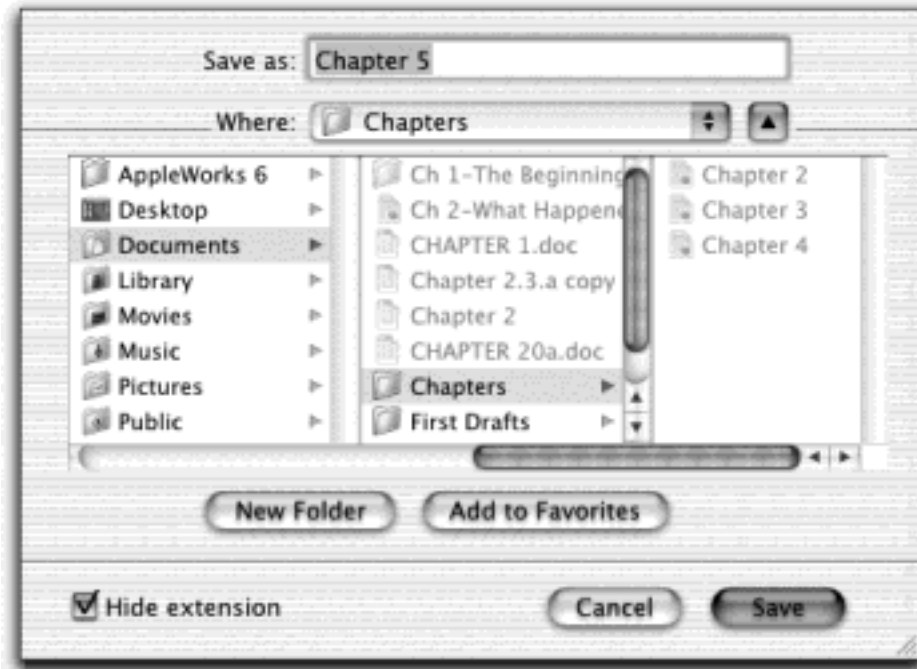 Save as: Chapter 5
Where: Chapters
AppleWorks 6
Desktop
Documents
Library
Movies
Music
Pictures
Public
Ch 1-The Beginning
Ch 2-What Happene
CHAPTER 1.doc
Chapter 2.3.a copy
Chapter 2
CHAPTER 20a.doc
Chapters
First Drafts
Chapter 2
Chapter 3
Chapter 4
New Folder Add to Favorites
Hide extension Cancel Save